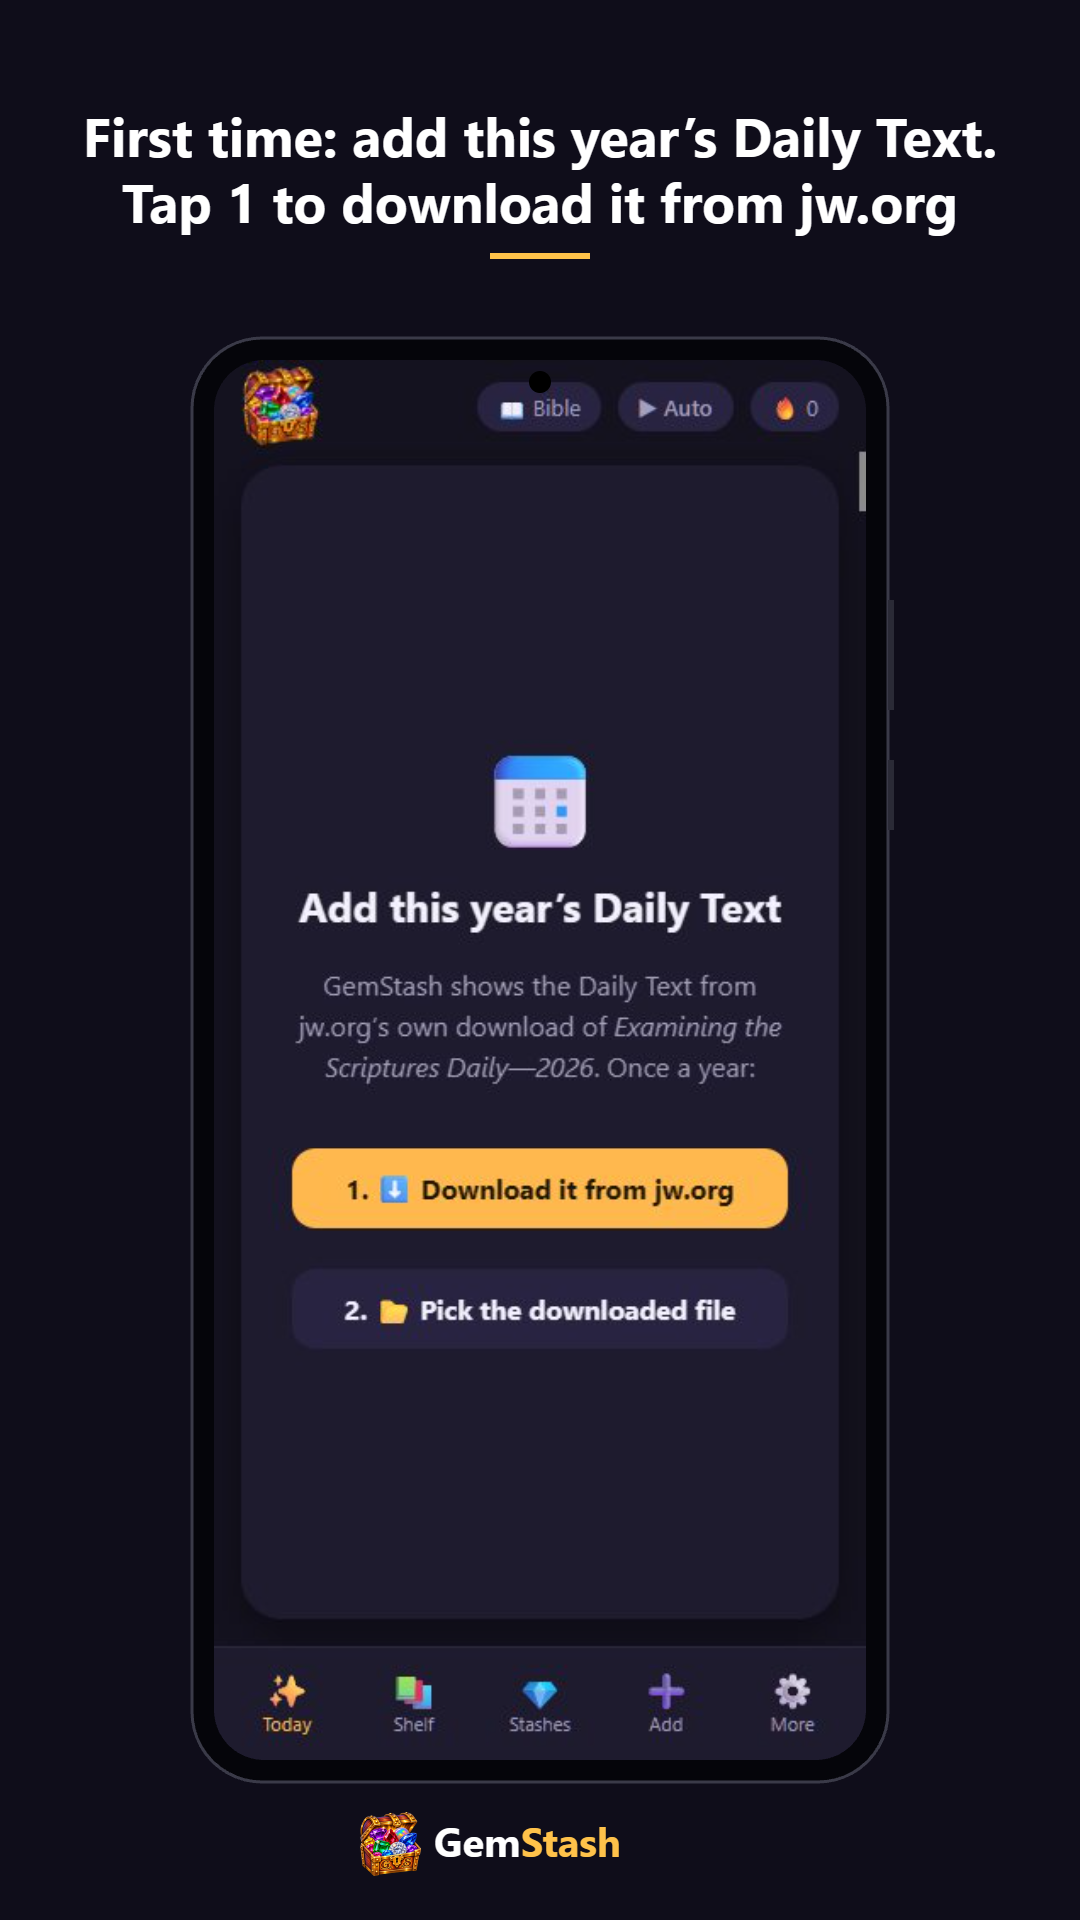 First time: add this year’s Daily Text.
Tap 1 to download it from jw.org
Bible
Auto
0
Add this year’s Daily Text
GemStash shows the Daily Text from
jw.org’s own download of Examining the
Scriptures Daily—2026. Once a year:
1. Download it from jw.org
2. Pick the downloaded file
Today
Shelf
Stashes
Add
More
GemStash